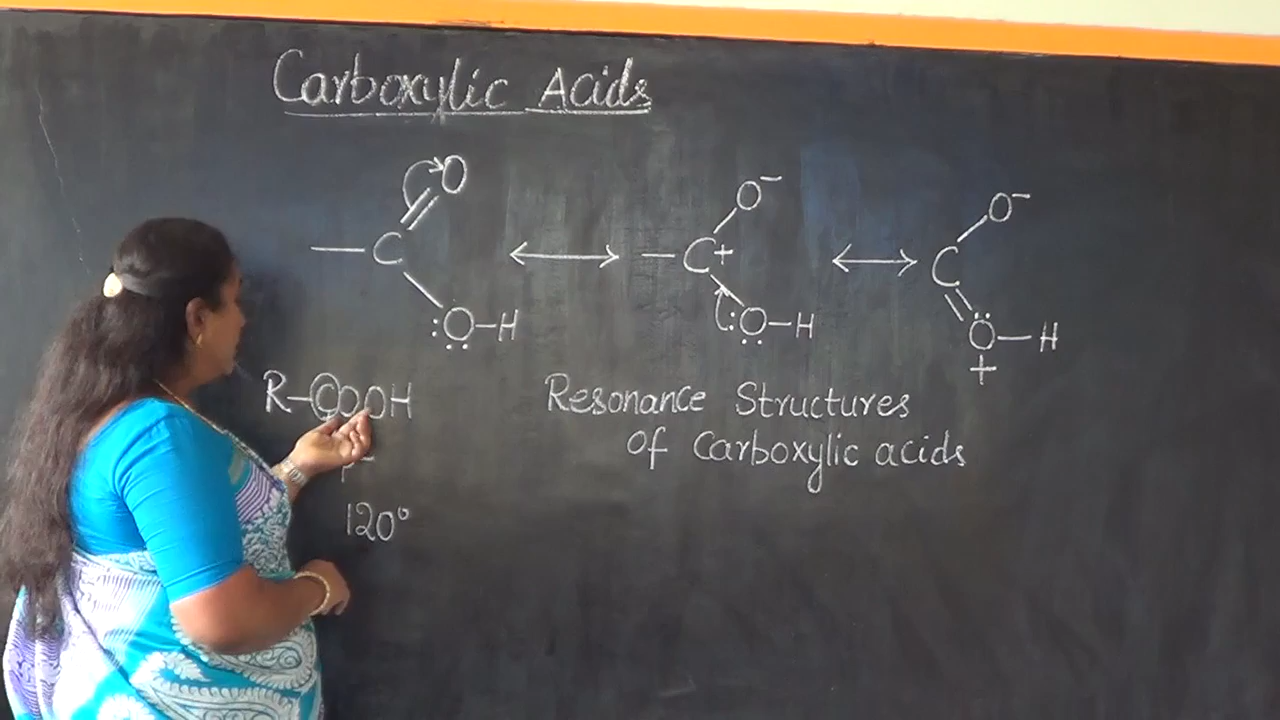 Carboxylic Acids
O O⁻ O⁻
— C ⟷ — C+ ⟷ C
:Ö–H :Ö–H Ö–H
+
R–COOH
Resonance Structures
of Carboxylic acids
120°